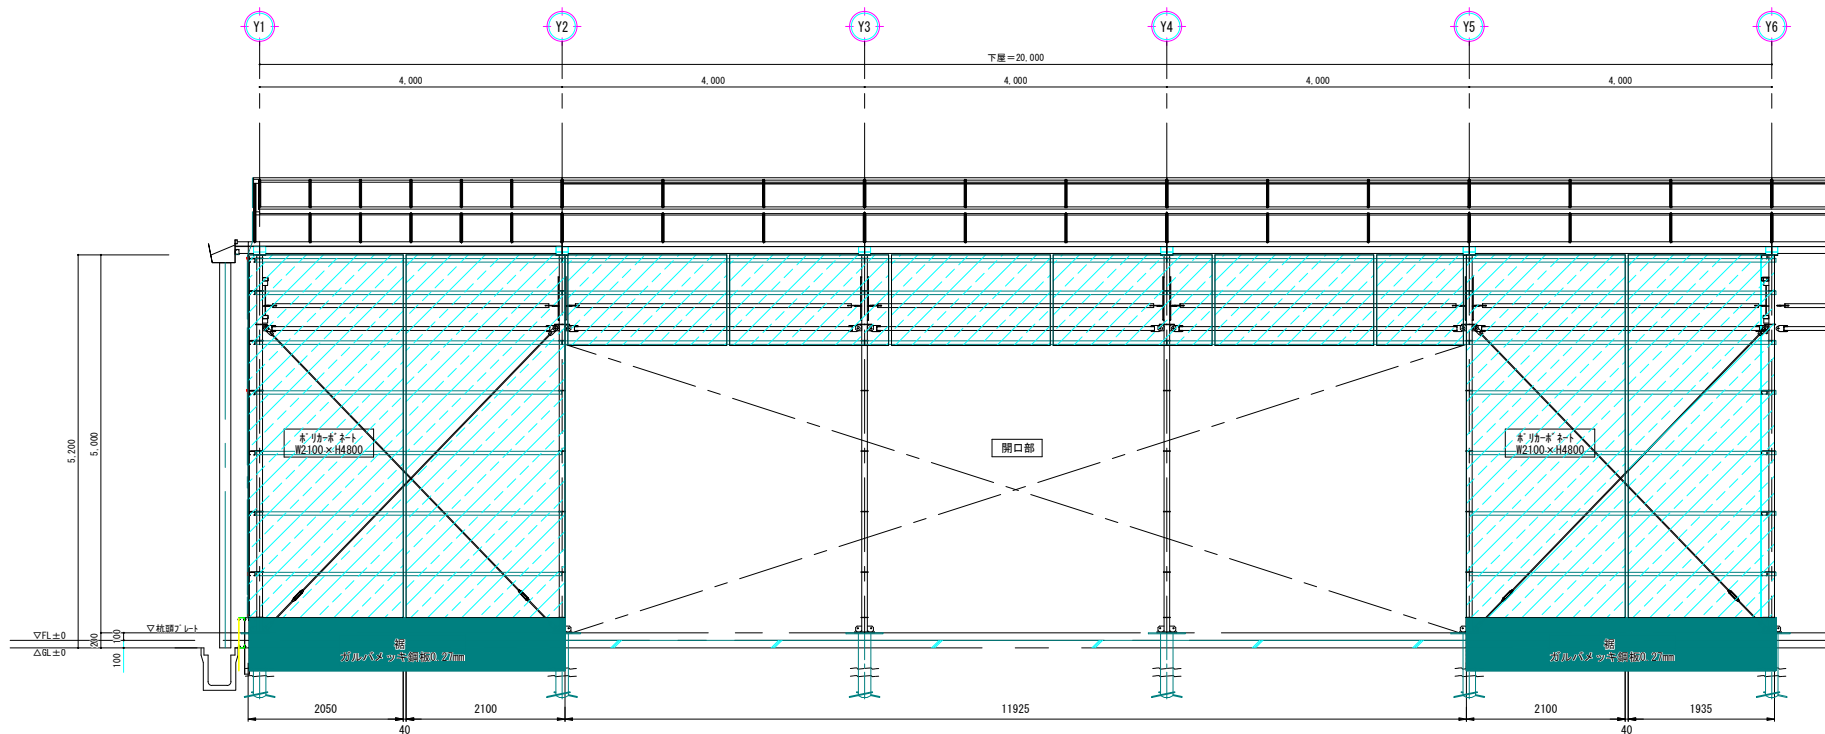 Y1 Y2 Y3 Y4 Y5 Y6
下屋=20,000
4,000 4,000 4,000 4,000 4,000
ポリカーボネート
W2100×H4800
開口部
ポリカーボネート
W2100×H4800
5,200
5,000
200
100
100
▽杭頭プレート
▽FL±0
△GL±0
裾
ガルバメッキ鋼板0.27mm
裾
ガルバメッキ鋼板0.27mm
2050 2100 11925 2100 1935
40 40